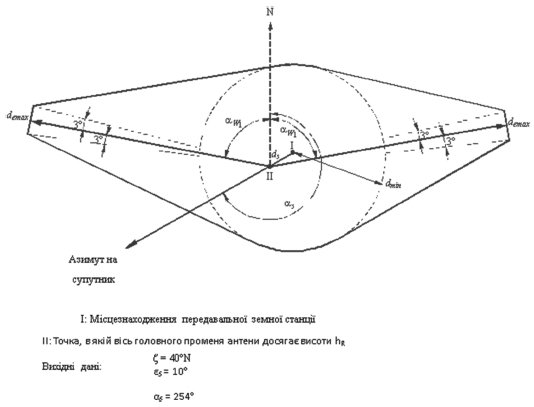 N
d_emax
3°
3°
α_W1
α_W1
d_s
I
II
d_min
3°
3°
d_emax
α_s
Азимут на
супутник
I: Місцезнаходження передавальної земної станції
II: Точка, в якій вісь головного променя антени досягає висоти h_R
Вихідні дані:
ζ = 40°N
ε_s = 10°
α_s = 254°